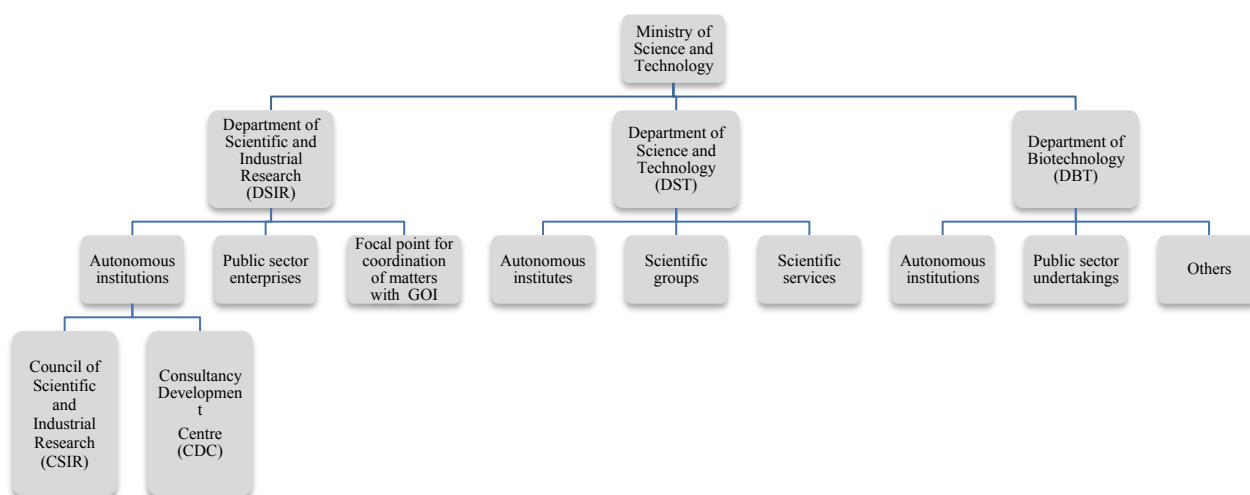 Ministry of
Science and
Technology
Department of
Scientific and
Industrial
Research
(DSIR)
Department of
Science and
Technology
(DST)
Department of
Biotechnology
(DBT)
Autonomous
institutions
Public sector
enterprises
Focal point for
coordination
of matters
with GOI
Autonomous
institutes
Scientific
groups
Scientific
services
Autonomous
institutions
Public sector
undertakings
Others
Council of
Scientific
and
Industrial
Research
(CSIR)
Consultancy
Developmen
t
Centre
(CDC)